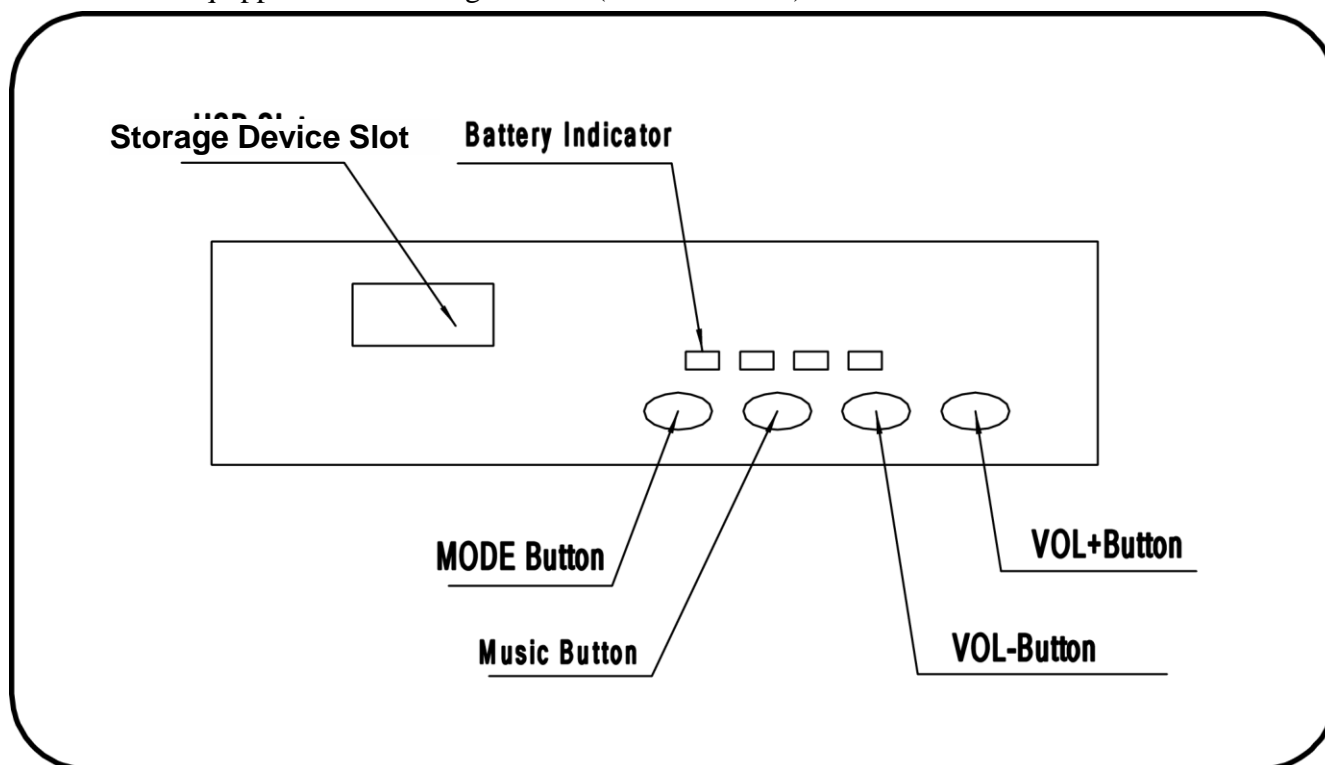 Storage Device Slot
Battery Indicator
MODE Button
VOL+Button
Music Button
VOL-Button